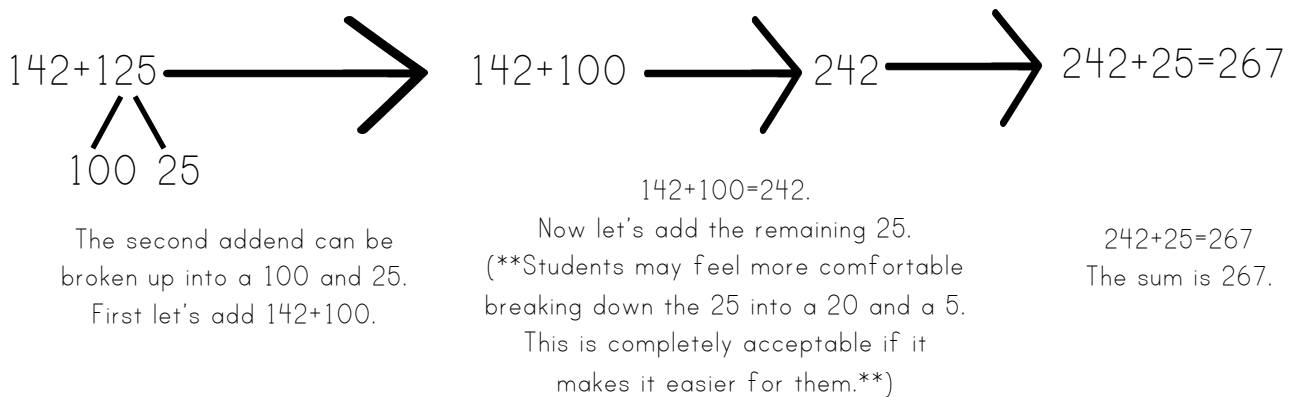 142+125
100 25
The second addend can be
broken up into a 100 and 25.
First let's add 142+100.
142+100
242
142+100=242.
Now let's add the remaining 25.
(**Students may feel more comfortable
breaking down the 25 into a 20 and a 5.
This is completely acceptable if it
makes it easier for them.**)
242+25=267
242+25=267
The sum is 267.